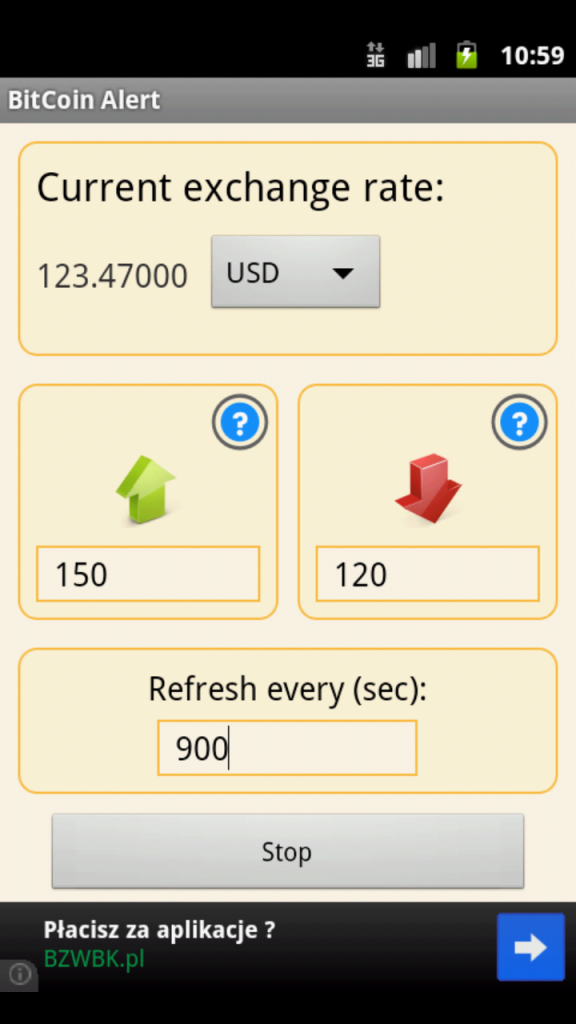 3G 10:59
BitCoin Alert
Current exchange rate:
123.47000 USD
? ?
150 120
Refresh every (sec):
900
Stop
Płacisz za aplikacje ?
BZWBK.pl